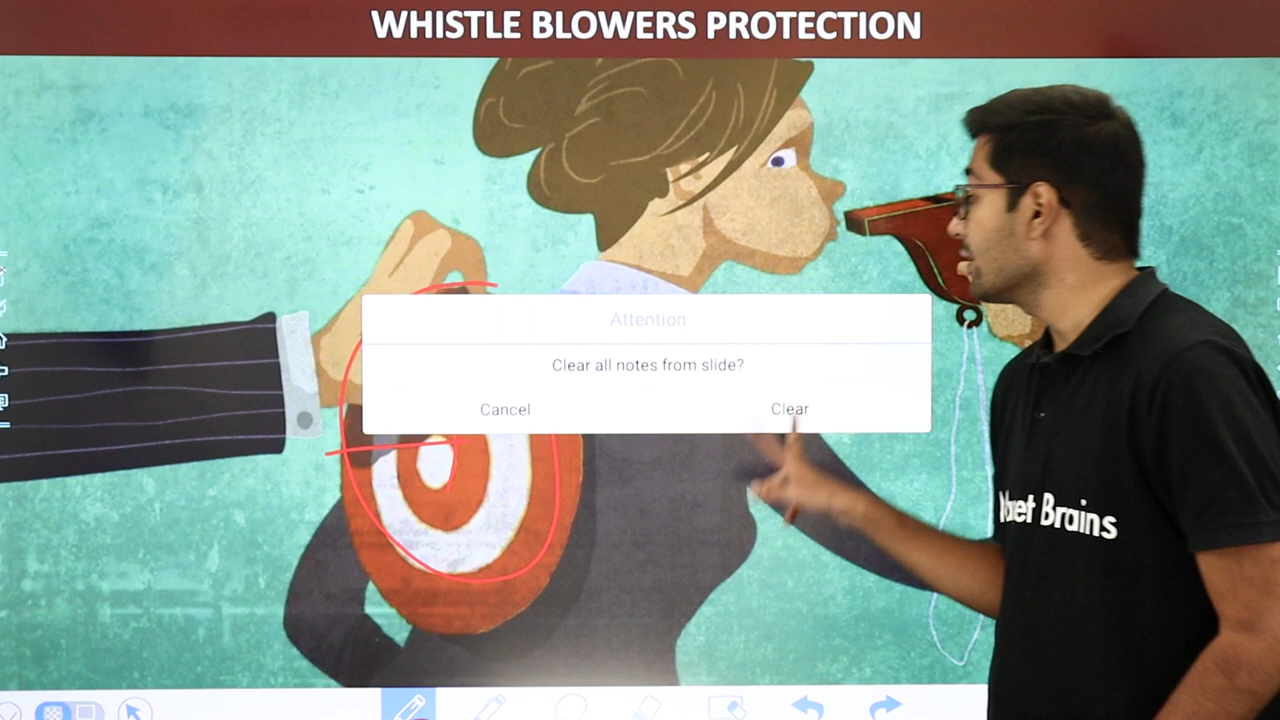 WHISTLE BLOWERS PROTECTION
Attention
Clear all notes from slide?
Cancel
Clear
Brains